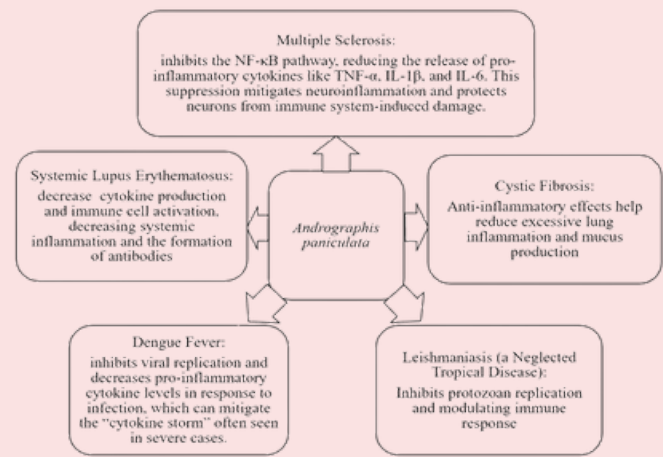 Multiple Sclerosis:
inhibits the NF-κB pathway, reducing the release of pro-
inflammatory cytokines like TNF-α, IL-1β, and IL-6. This
suppression mitigates neuroinflammation and protects
neurons from immune system-induced damage.
Systemic Lupus Erythematosus:
decrease cytokine production
and immune cell activation,
decreasing systemic
inflammation and the formation
of antibodies
Andrographis
paniculata
Cystic Fibrosis:
Anti-inflammatory effects help
reduce excessive lung
inflammation and mucus
production
Dengue Fever:
inhibits viral replication and
decreases pro-inflammatory
cytokine levels in response to
infection, which can mitigate
the “cytokine storm” often seen
in severe cases.
Leishmaniasis (a Neglected
Tropical Disease):
Inhibits protozoan replication
and modulating immune
response